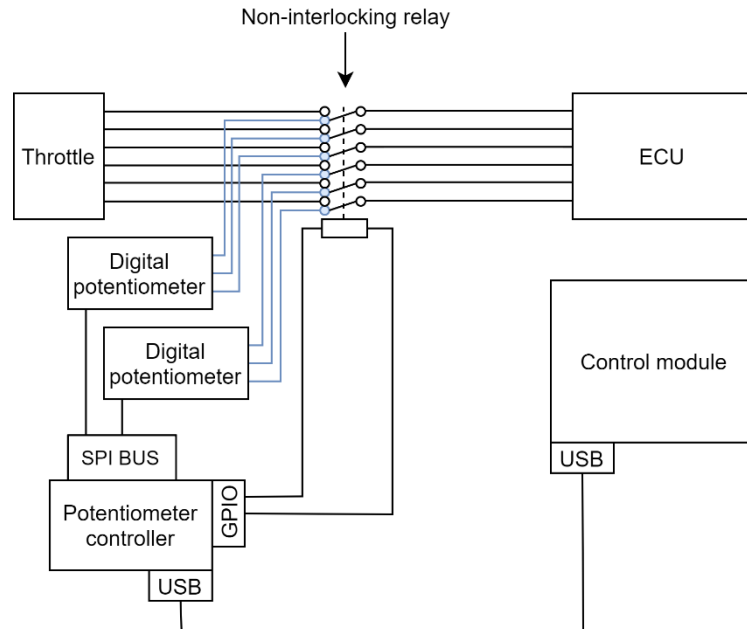 Non-interlocking relay
Throttle
ECU
Digital
potentiometer
Digital
potentiometer
Control module
SPI BUS
USB
Potentiometer
controller
GPIO
USB